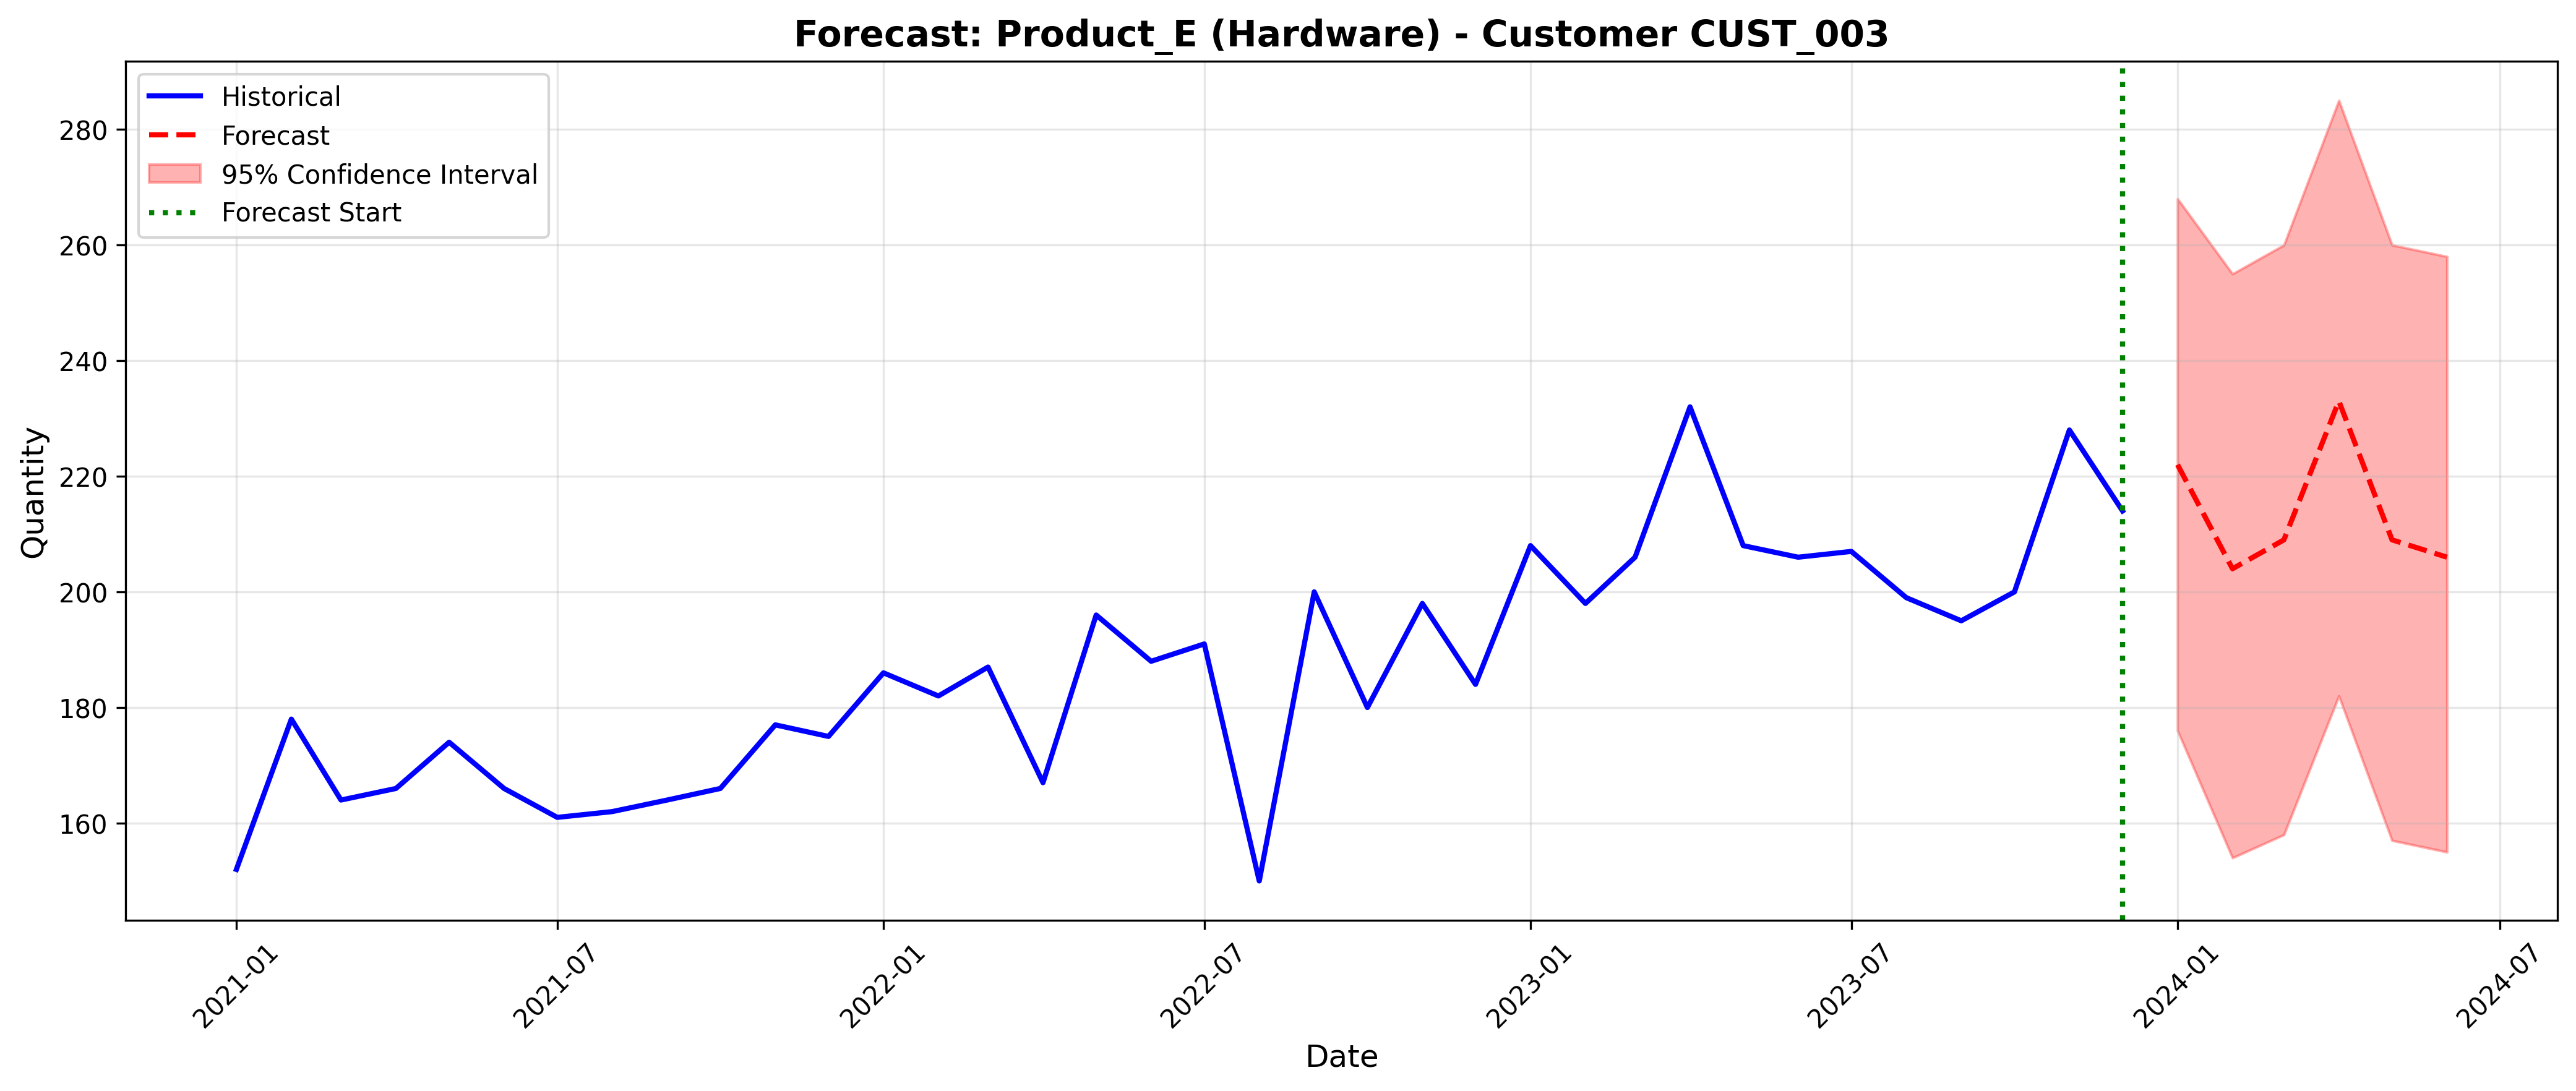 Forecast: Product_E (Hardware) - Customer CUST_003
Historical
Forecast
95% Confidence Interval
Forecast Start
280
260
240
220
200
180
160
Quantity
2021-01
2021-07
2022-01
2022-07
2023-01
2023-07
2024-01
2024-07
Date